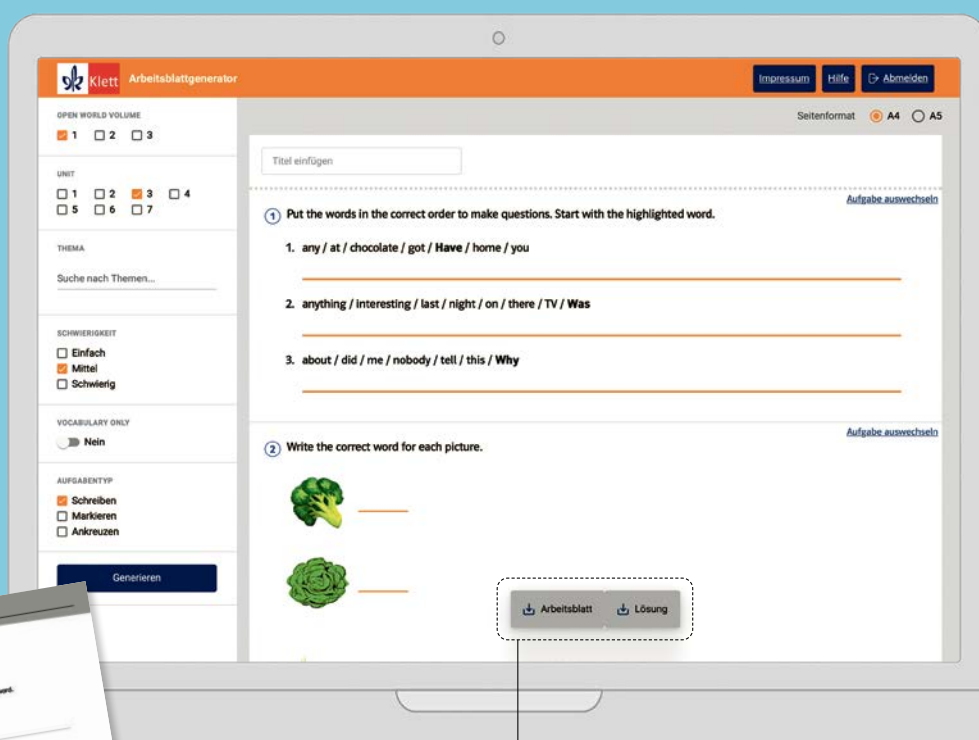 Klett Arbeitsblattgenerator
Impressum Hilfe Abmelden
OPEN WORLD VOLUME
1 2 3
UNIT
1 2 3 4
5 6 7
THEMA
Suche nach Themen...
SCHWIERIGKEIT
Einfach
Mittel
Schwierig
VOCABULARY ONLY
Nein
AUFGABENTYP
Schreiben
Markieren
Ankreuzen
Generieren
Seitenformat A4 A5
Titel einfügen
Aufgabe auswechseln
1 Put the words in the correct order to make questions. Start with the highlighted word.
1. any / at / chocolate / got / Have / home / you
2. anything / interesting / last / night / on / there / TV / Was
3. about / did / me / nobody / tell / this / Why
Aufgabe auswechseln
2 Write the correct word for each picture.
Arbeitsblatt Lösung
word.